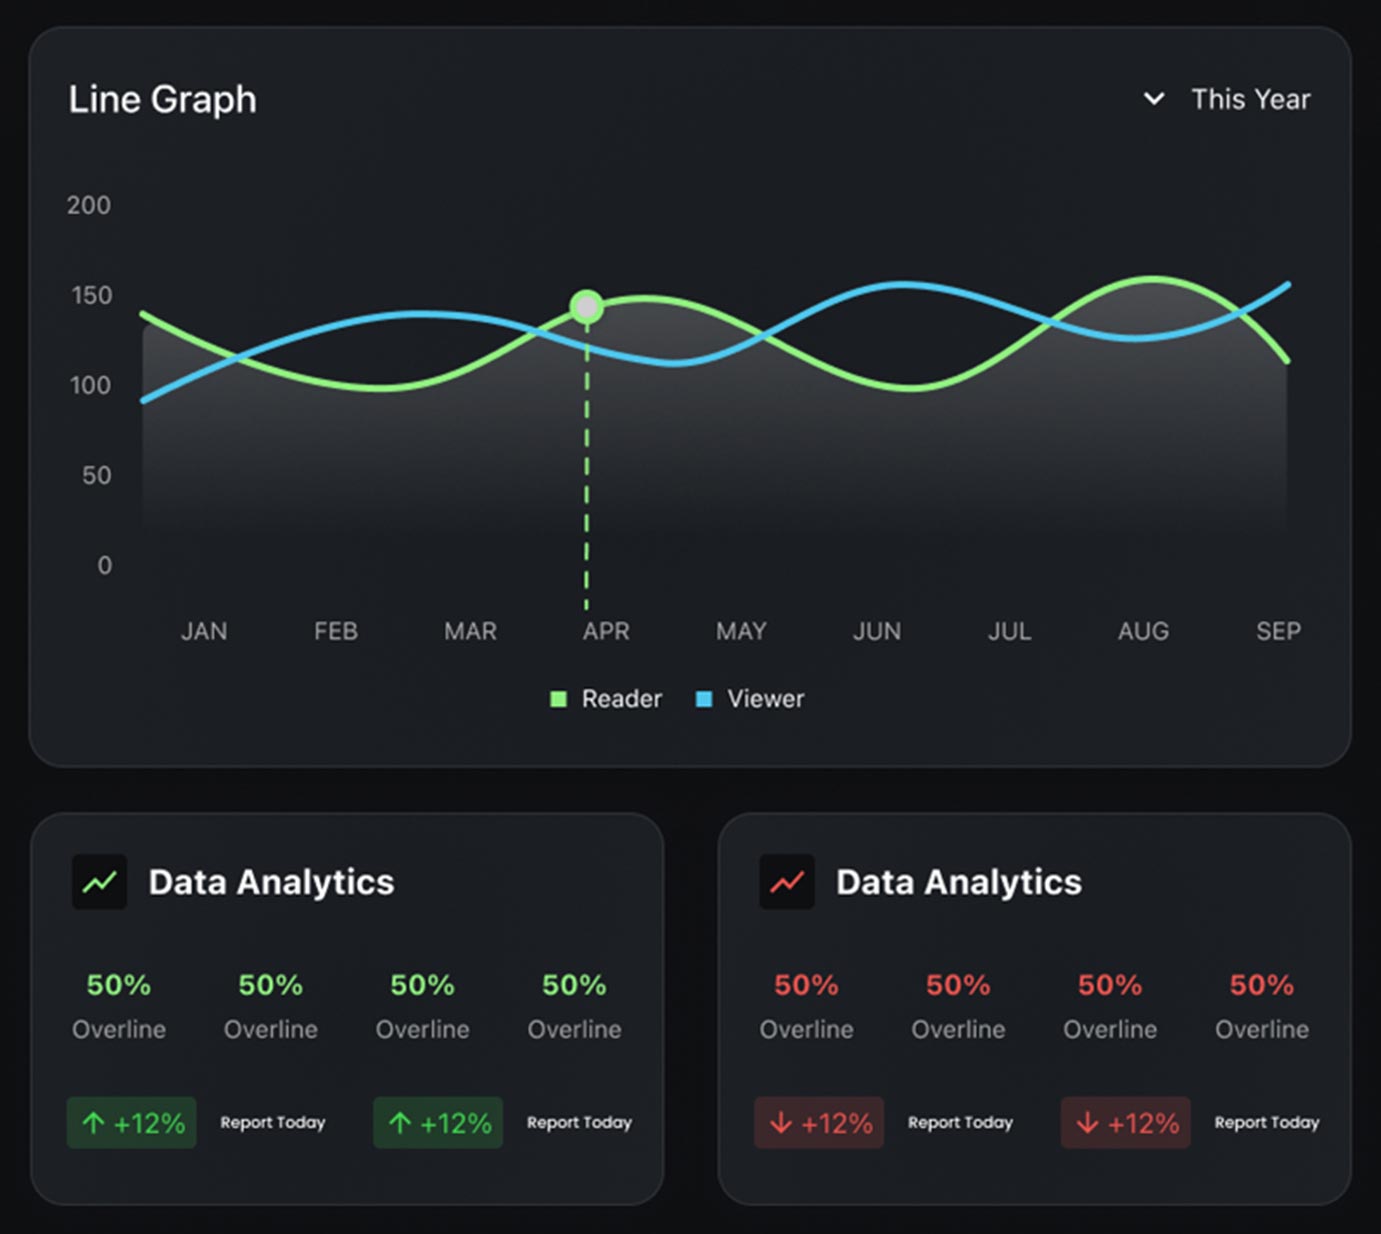 Line Graph
This Year
200
150
100
50
0
JAN FEB MAR APR MAY JUN JUL AUG SEP
Reader Viewer
Data Analytics
50% 50% 50% 50%
Overline Overline Overline Overline
↑ +12% Report Today ↑ +12% Report Today
Data Analytics
50% 50% 50% 50%
Overline Overline Overline Overline
↓ +12% Report Today ↓ +12% Report Today